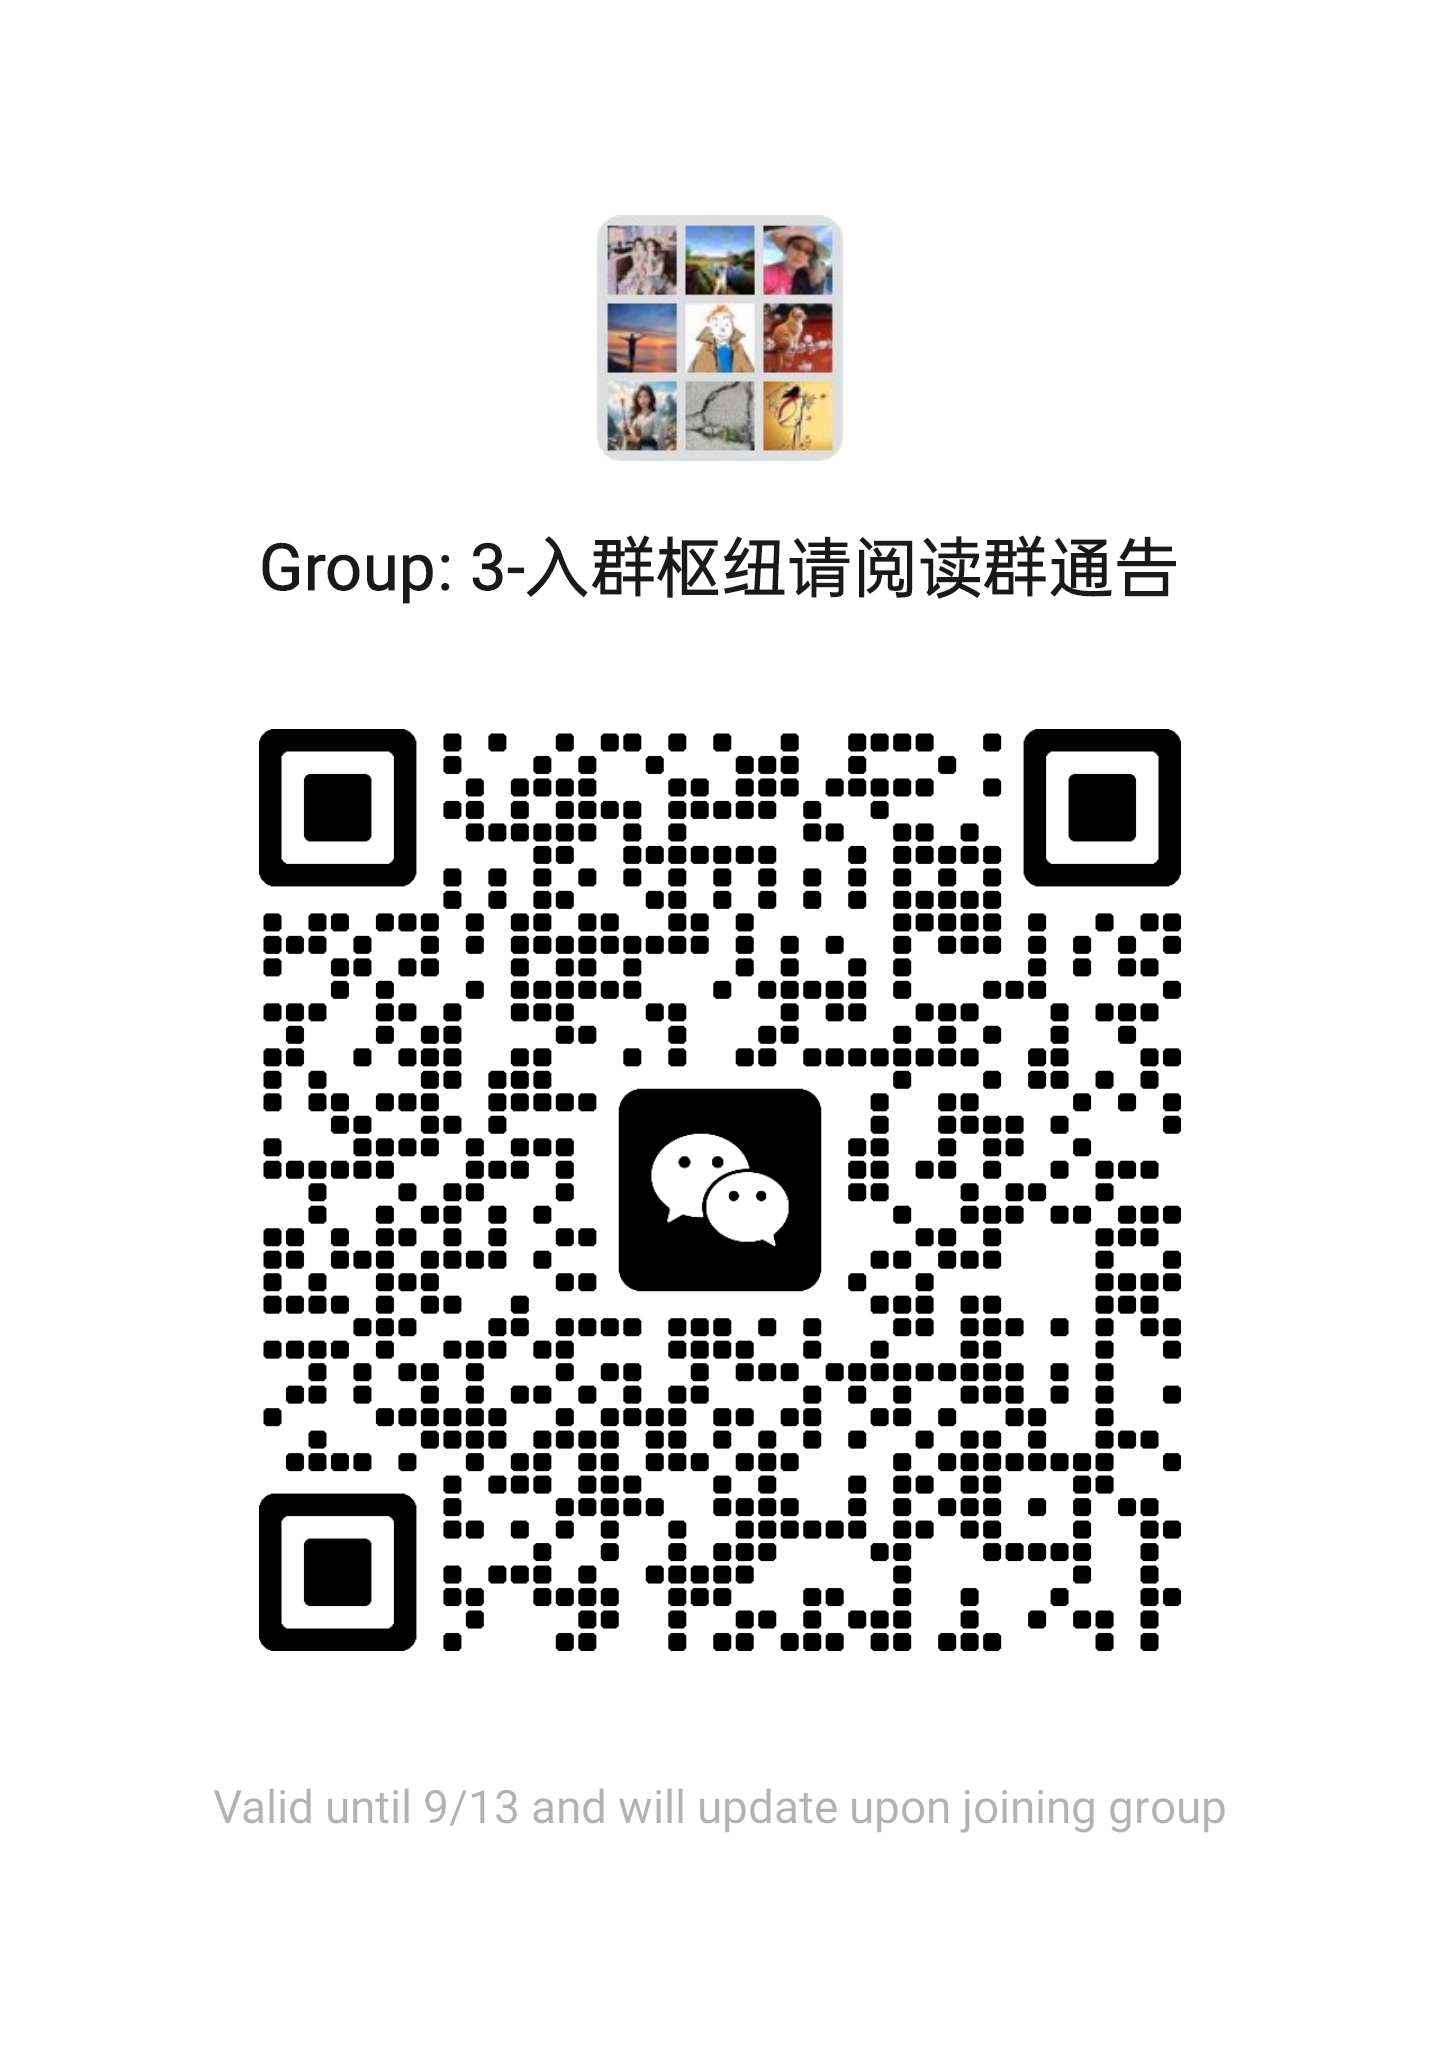 Group: 3-入群枢纽请阅读群通告
Valid until 9/13 and will update upon joining group